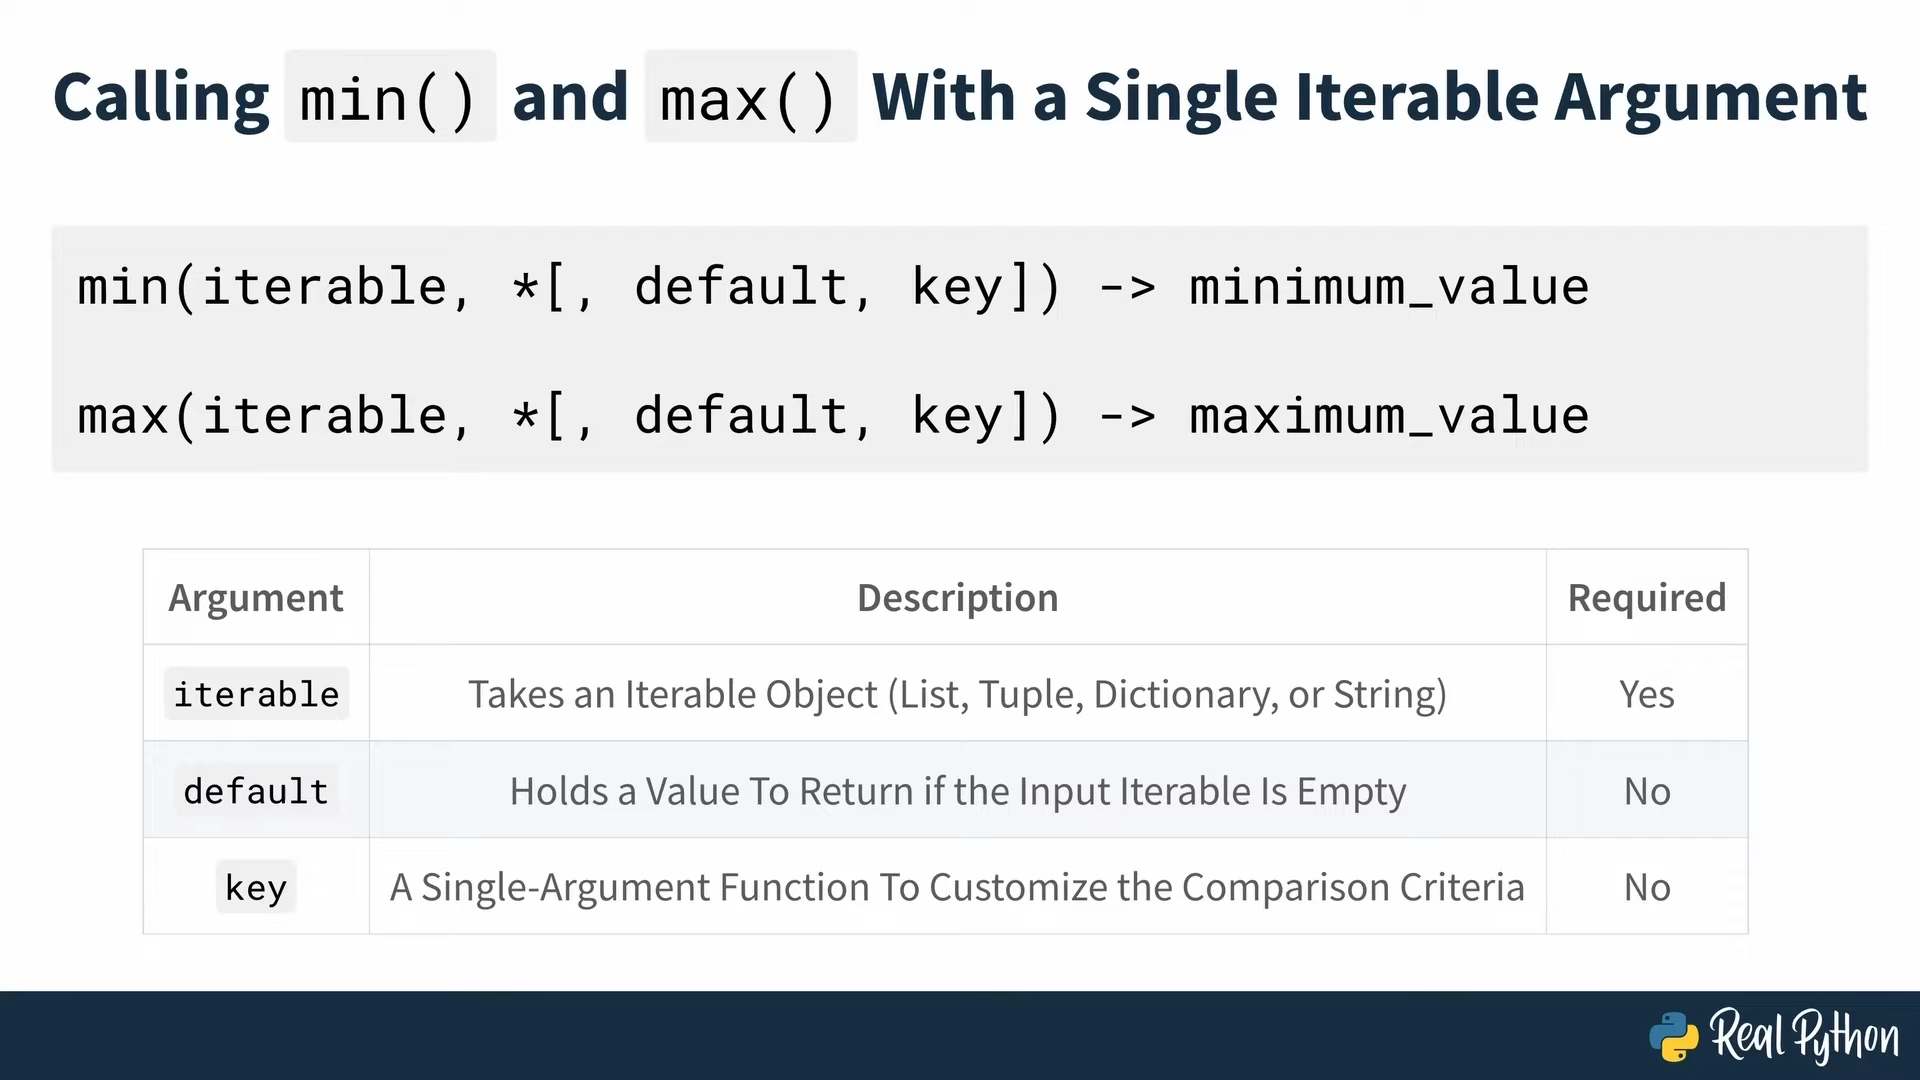 Calling min() and max() With a Single Iterable Argument
min(iterable, *[, default, key]) -> minimum_value
max(iterable, *[, default, key]) -> maximum_value
Argument Description Required
iterable Takes an Iterable Object (List, Tuple, Dictionary, or String) Yes
default Holds a Value To Return if the Input Iterable Is Empty No
key A Single-Argument Function To Customize the Comparison Criteria No
Real Python